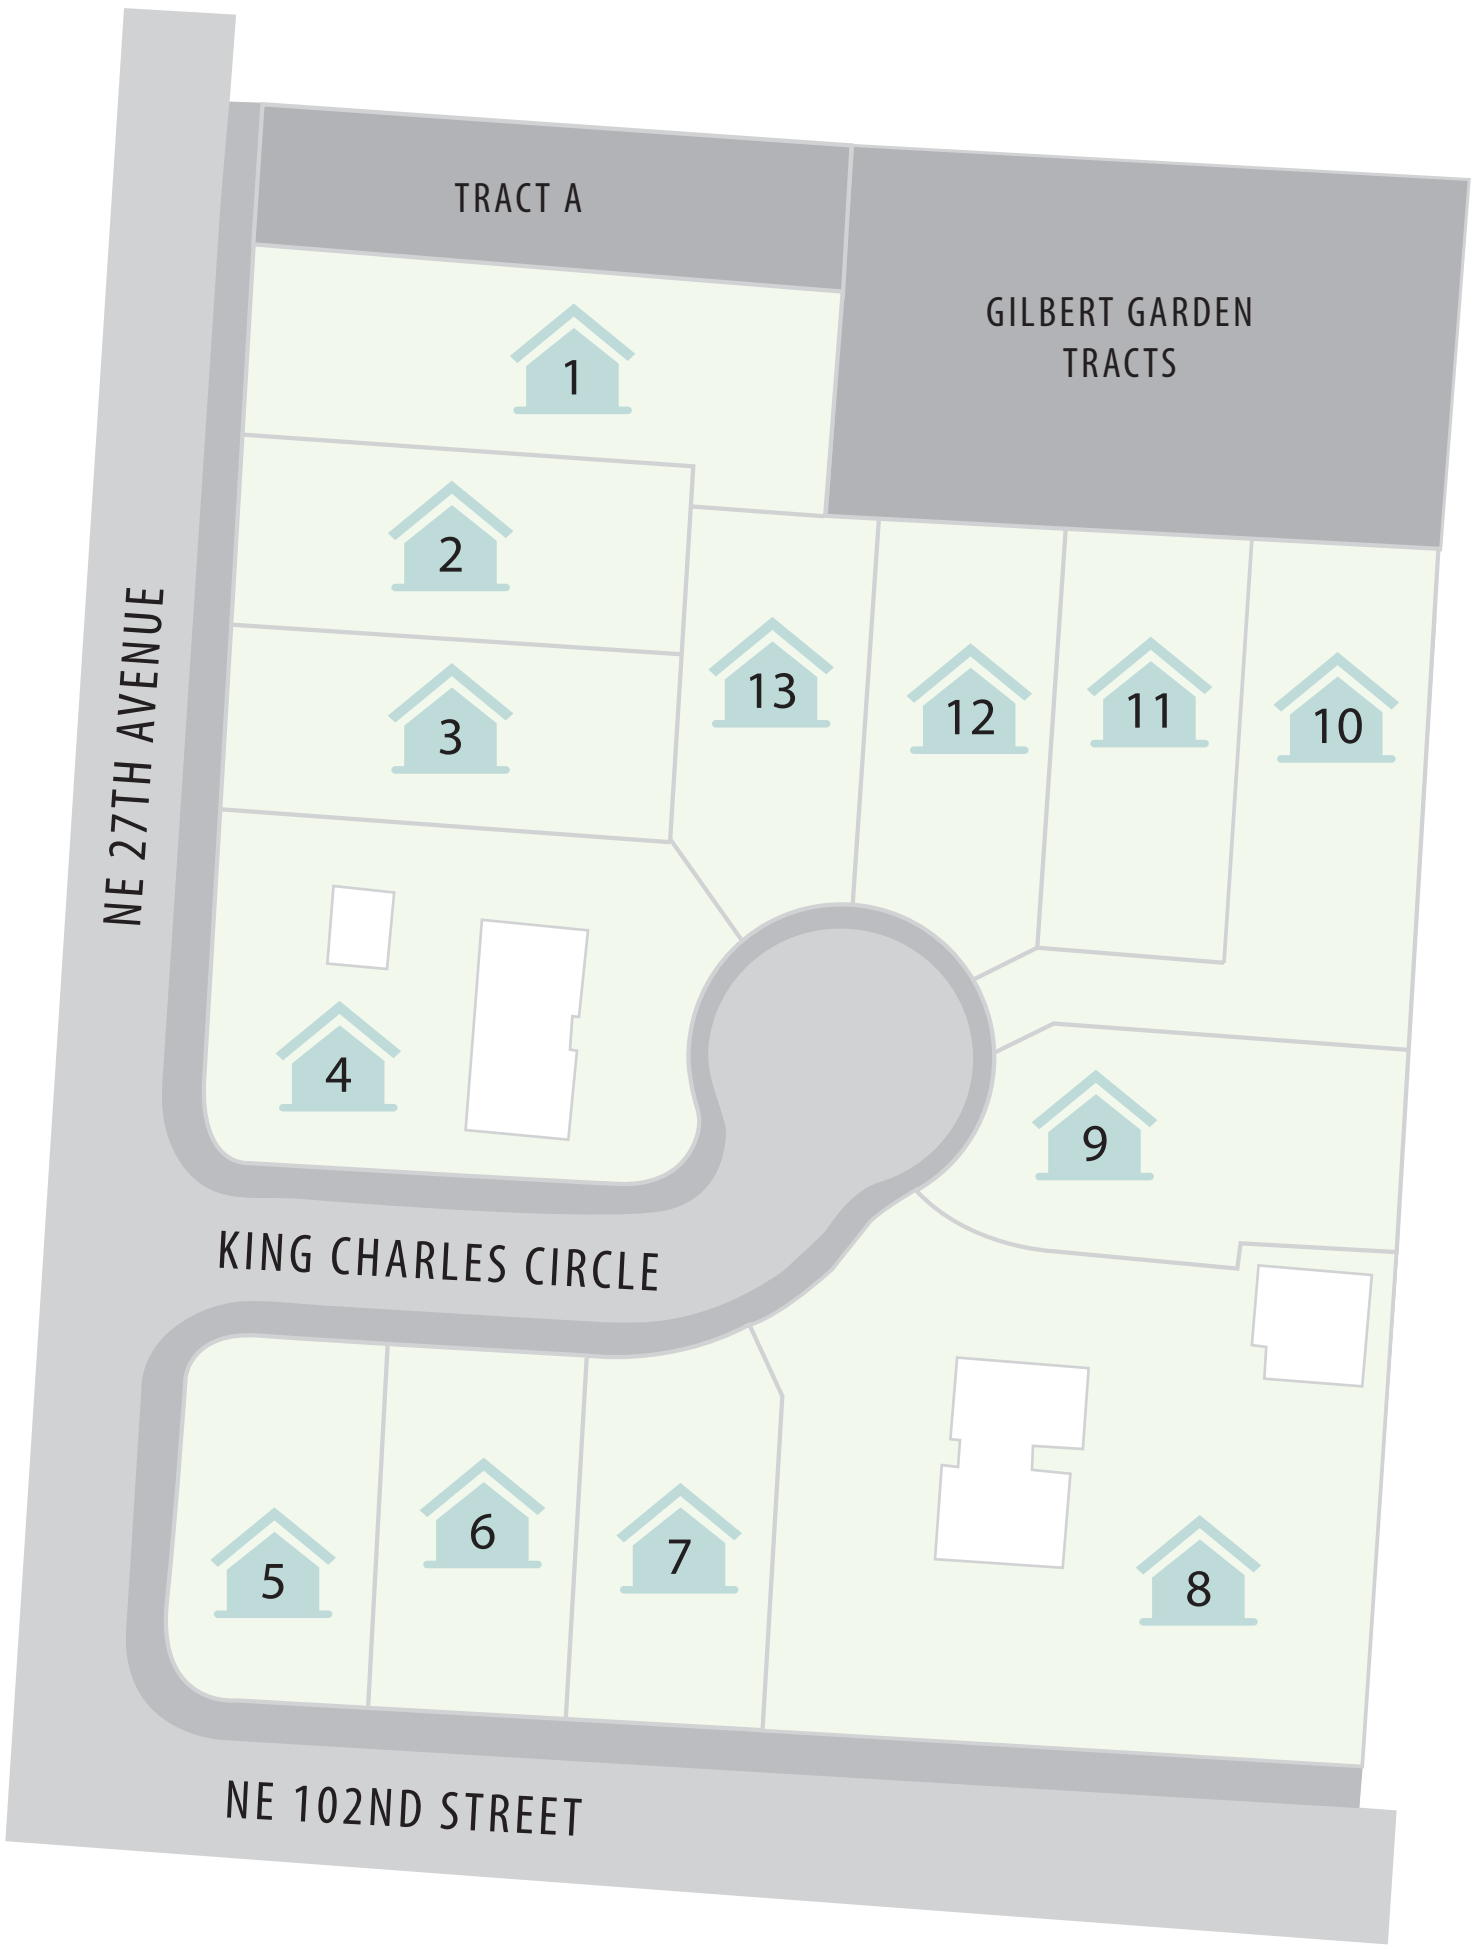 TRACT A
GILBERT GARDEN
TRACTS
1
2
3
13
12
11
10
NE 27TH AVENUE
4
9
KING CHARLES CIRCLE
5
6
7
8
NE 102ND STREET